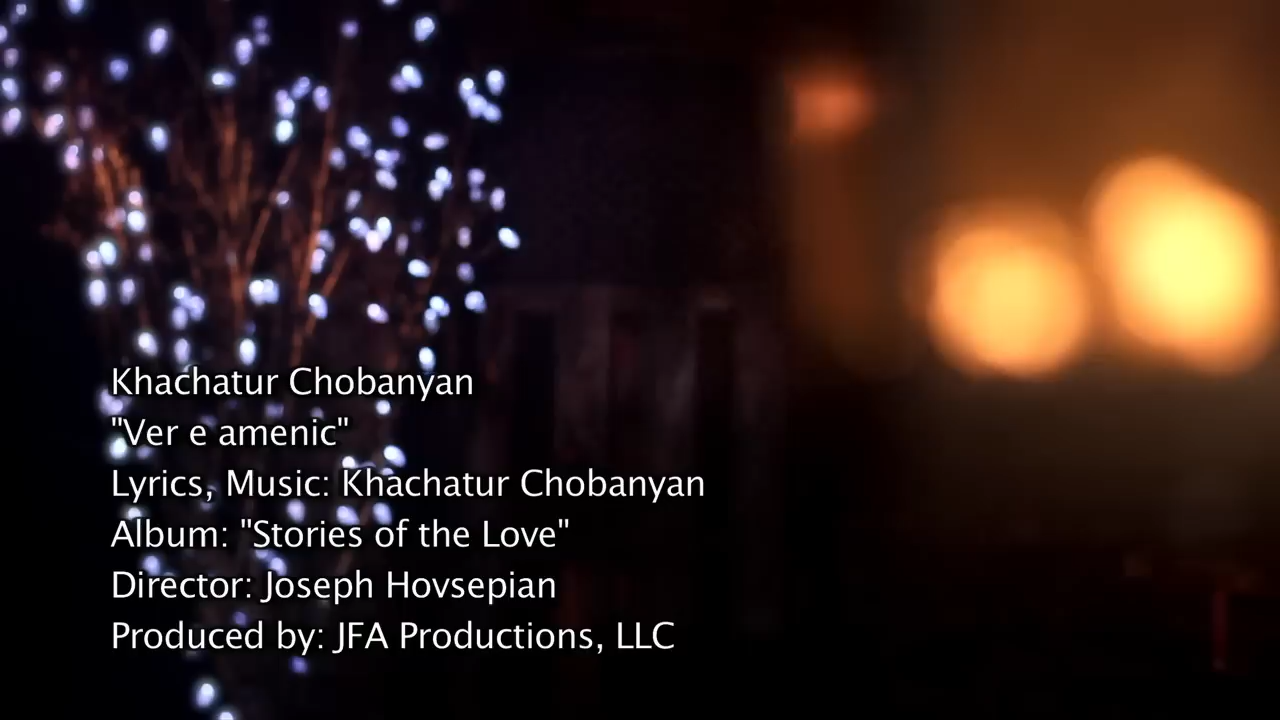 Khachatur Chobanyan
"Ver e amenic"
Lyrics, Music: Khachatur Chobanyan
Album: "Stories of the Love"
Director: Joseph Hovsepian
Produced by: JFA Productions, LLC